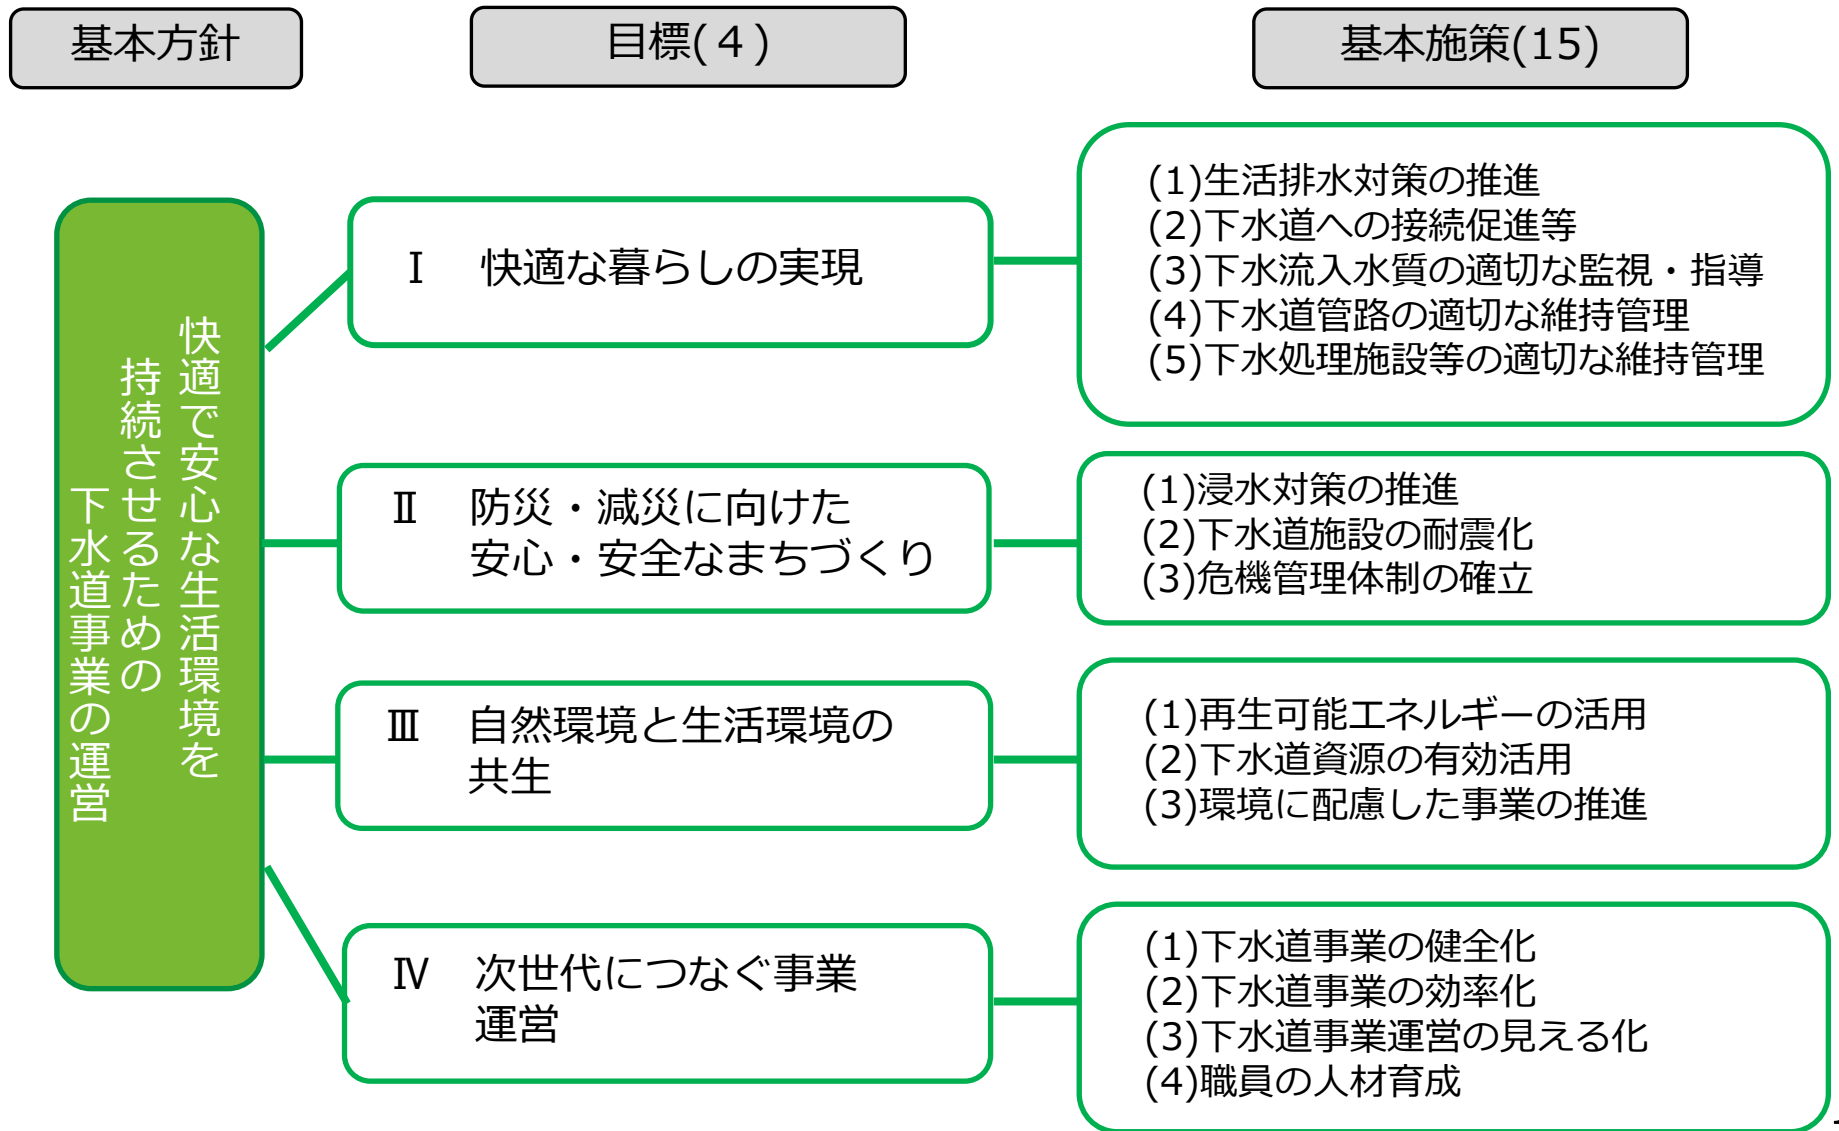 基本方針
目標(４)
基本施策(15)
快適で安心な生活環境を
持続させるための
下水道事業の運営
Ⅰ　快適な暮らしの実現
(1)生活排水対策の推進
(2)下水道への接続促進等
(3)下水流入水質の適切な監視・指導
(4)下水道管路の適切な維持管理
(5)下水処理施設等の適切な維持管理
Ⅱ　防災・減災に向けた
安心・安全なまちづくり
(1)浸水対策の推進
(2)下水道施設の耐震化
(3)危機管理体制の確立
Ⅲ　自然環境と生活環境の
共生
(1)再生可能エネルギーの活用
(2)下水道資源の有効活用
(3)環境に配慮した事業の推進
Ⅳ　次世代につなぐ事業
運営
(1)下水道事業の健全化
(2)下水道事業の効率化
(3)下水道事業運営の見える化
(4)職員の人材育成